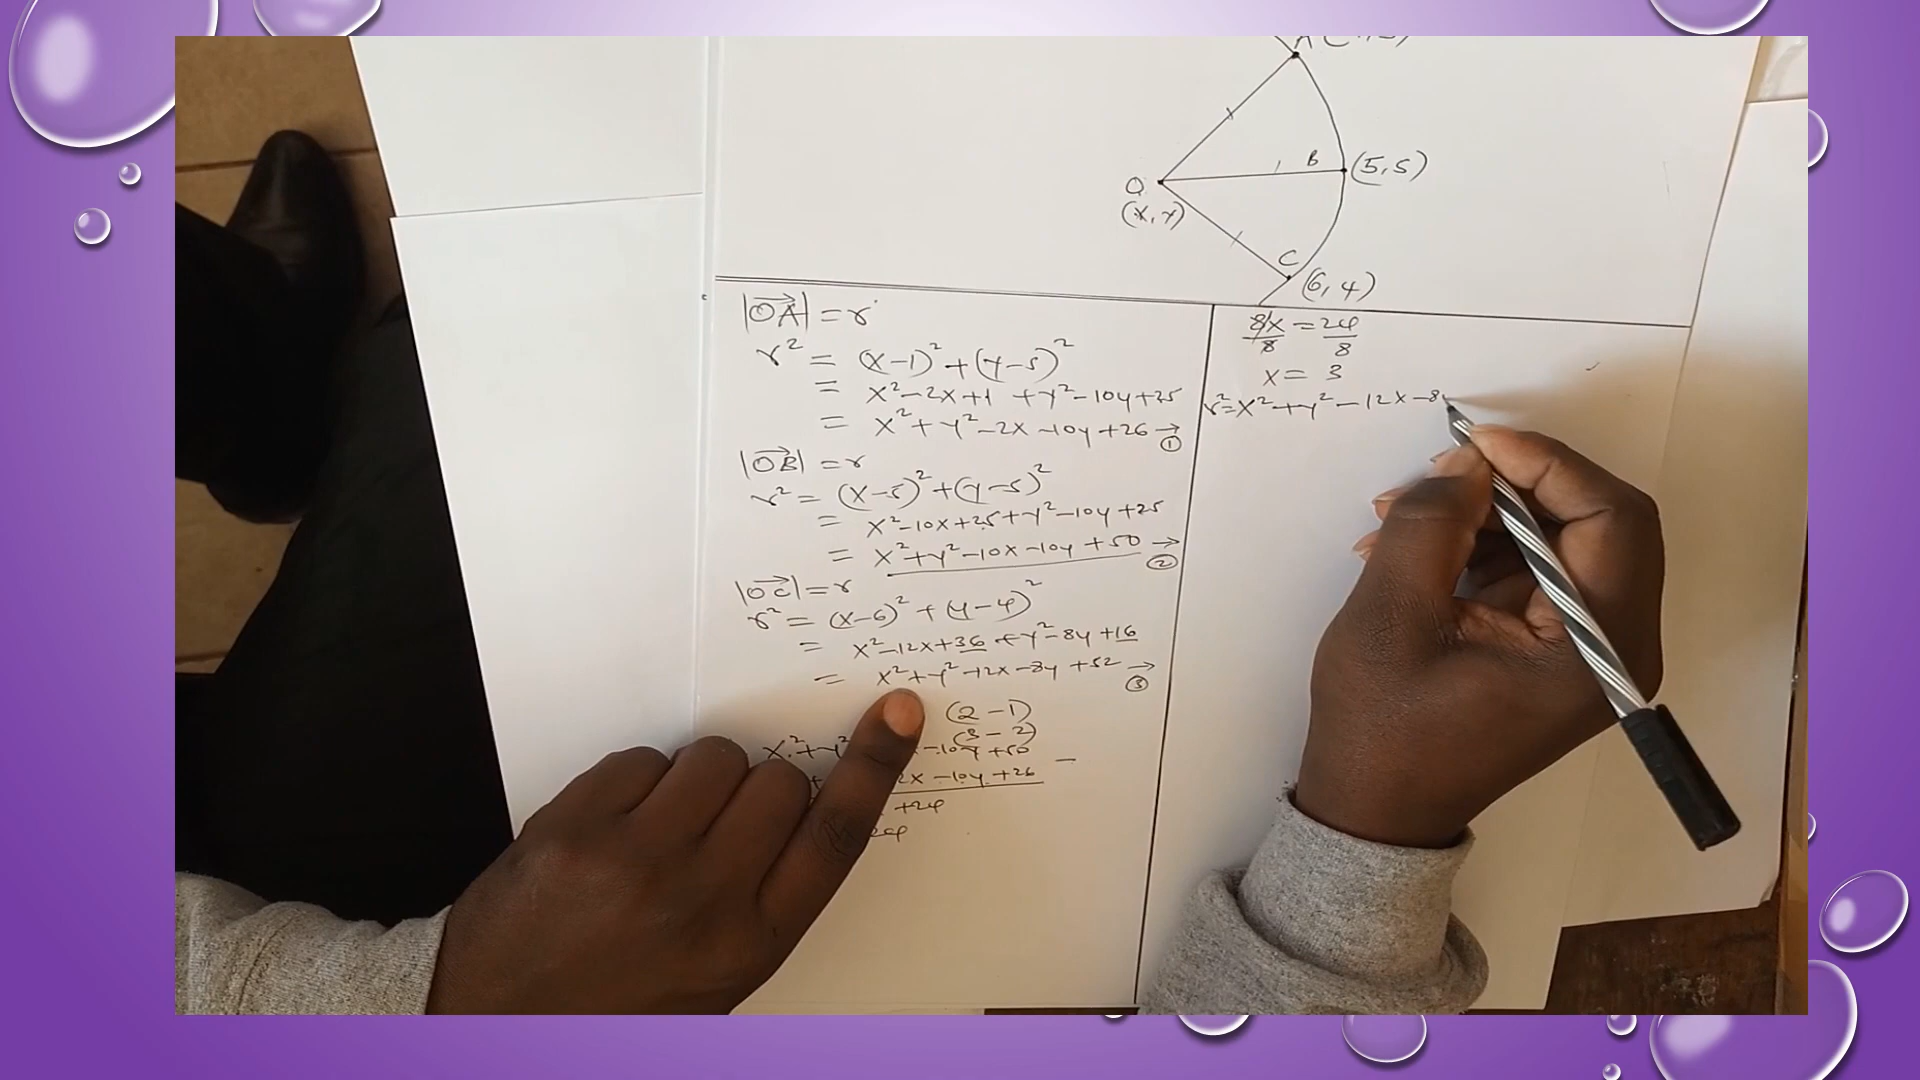 A
B (5,5)
O
(x, y)
C
(6, 4)
|OA| = r
r² = (x-1)² + (y-5)²
= x²-2x+1 + y²-10y+25
= x² + y² -2x -10y +26 → ①
|OB| = r
r² = (x-5)² + (y-5)²
= x²-10x+25+y²-10y+25
= x²+y²-10x-10y+50 → ②
|OC| = r
r² = (x-6)² + (y-4)²
= x²-12x+36 + y²-8y+16
= x²+y²-12x-8y+52 → ③
(2-1)
(3-2)
x²+y² x-10y+50
2x-10y+26 -
+24
24
8x = 24
8 8
x = 3
r²=x²+y²-12x-8y